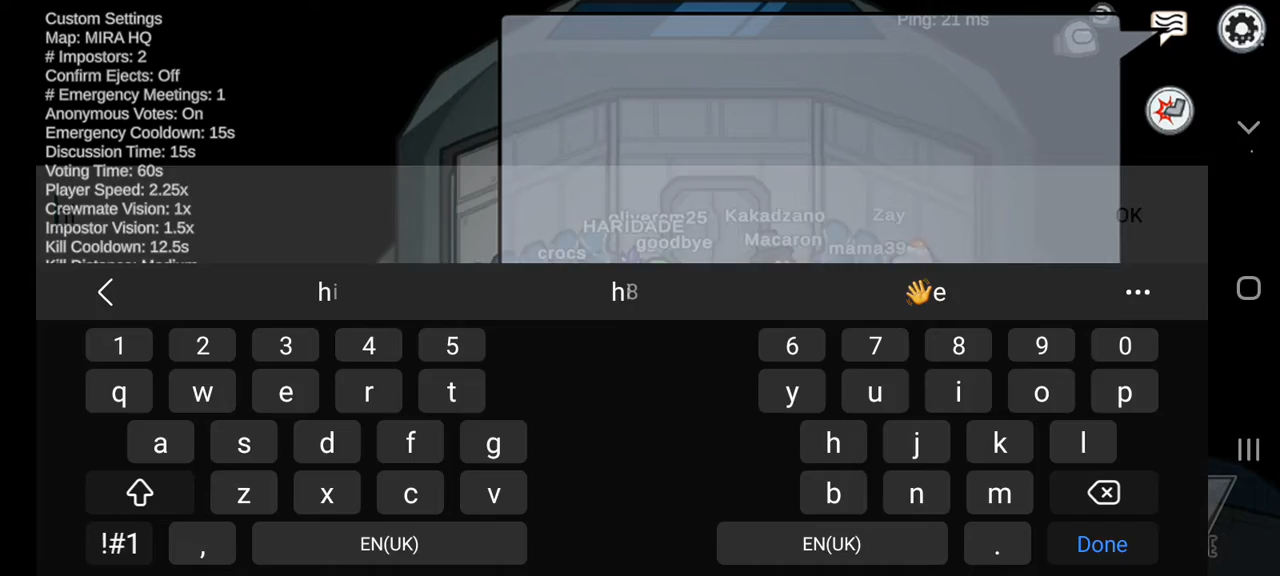 Custom Settings
Map: MIRA HQ
# Impostors: 2
Confirm Ejects: Off
# Emergency Meetings: 1
Anonymous Votes: On
Emergency Cooldown: 15s
Discussion Time: 15s
Voting Time: 60s
Player Speed: 2.25x
Crewmate Vision: 1x
Impostor Vision: 1.5x
Kill Cooldown: 12.5s
Ping: 21 ms
oliversm25 Kakadzano Zay
HARIDADE
goodbye Macaron mama39
crocs
OK
hi h8 👋e ...
1 2 3 4 5 6 7 8 9 0
q w e r t y u i o p
a s d f g h j k l
z x c v b n m
!#1 , EN(UK) EN(UK) . Done